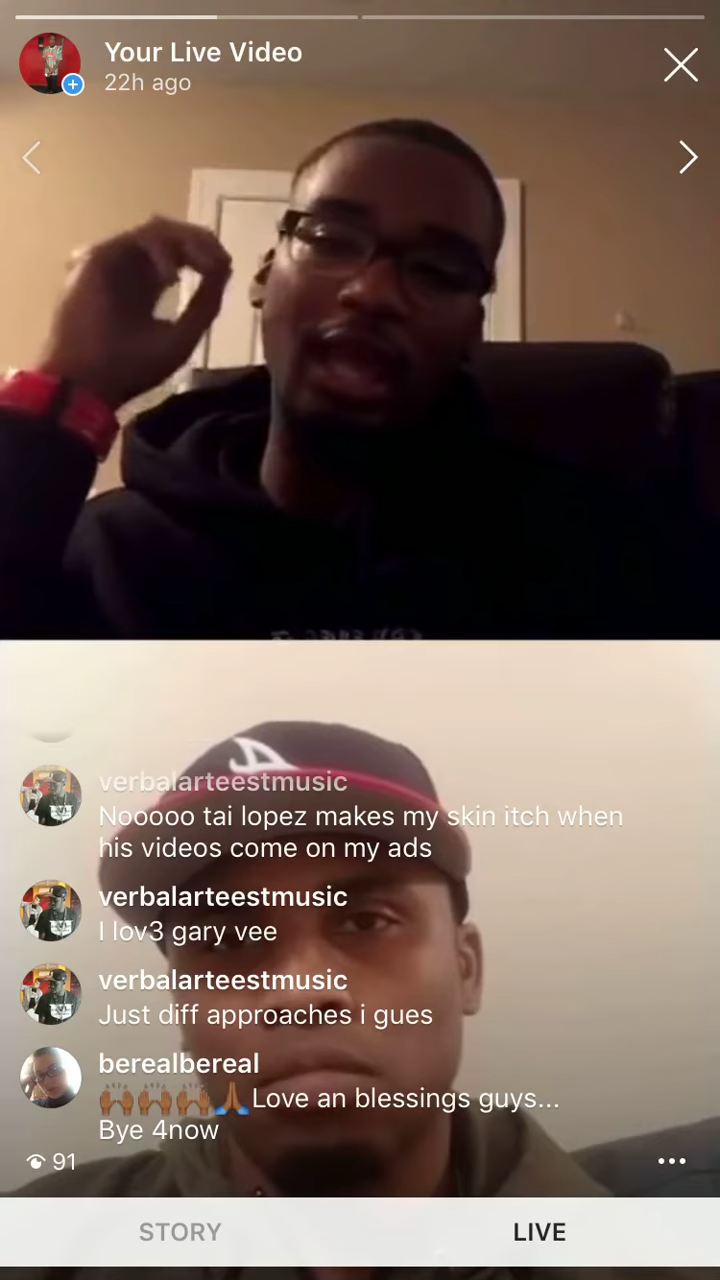 Your Live Video
22h ago
verbalarteestmusic
Nooooo tai lopez makes my skin itch when
his videos come on my ads
verbalarteestmusic
I lov3 gary vee
verbalarteestmusic
Just diff approaches i gues
berealbereal
🙌🏾🙌🏾🙌🏾🙏🏾Love an blessings guys...
Bye 4now
91
STORY
LIVE